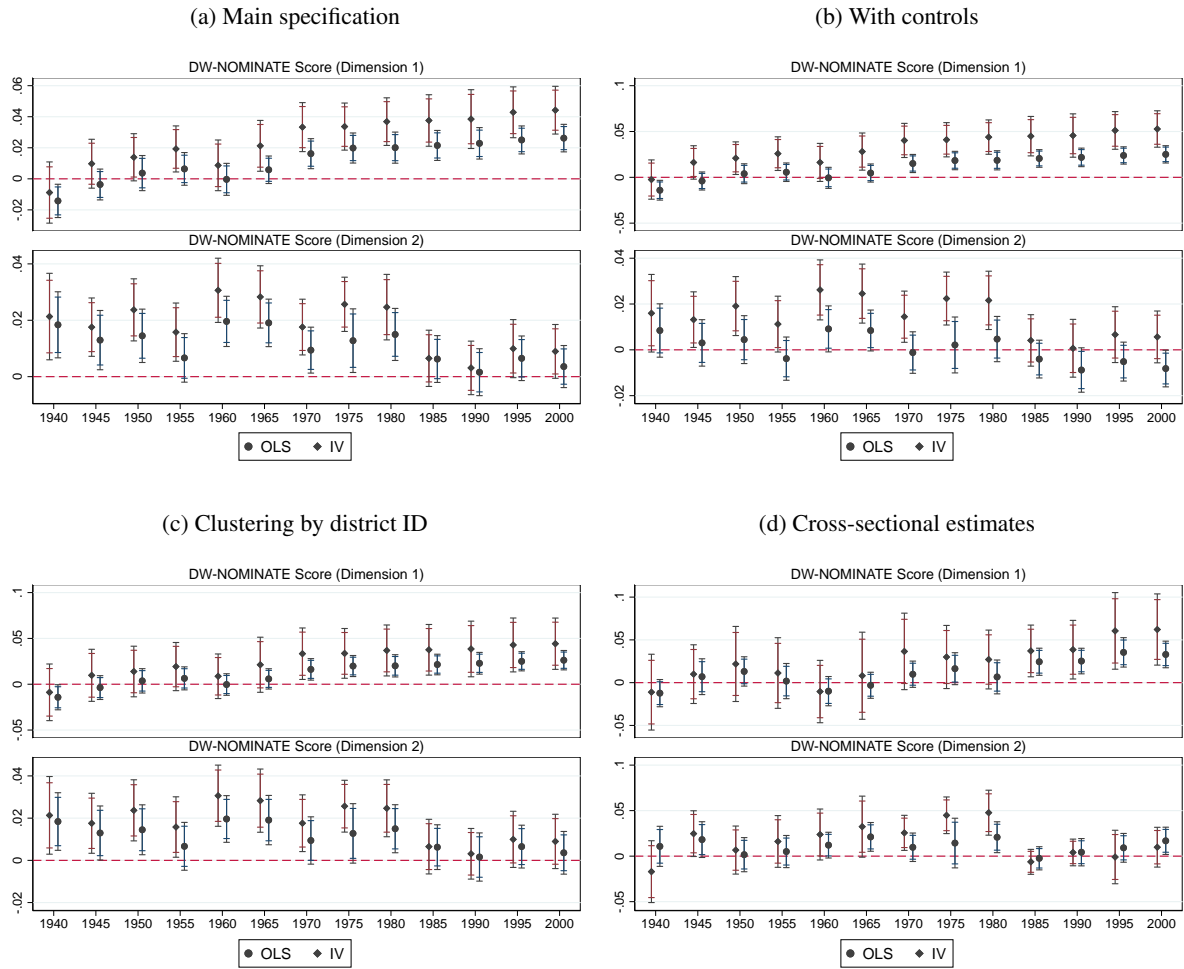 (a) Main specification
DW-NOMINATE Score (Dimension 1)
.06
.04
.02
0
-.02
DW-NOMINATE Score (Dimension 2)
.04
.02
0
1940 1945 1950 1955 1960 1965 1970 1975 1980 1985 1990 1995 2000
OLS IV
(b) With controls
DW-NOMINATE Score (Dimension 1)
.1
.05
0
-.05
DW-NOMINATE Score (Dimension 2)
.04
.02
0
-.02
1940 1945 1950 1955 1960 1965 1970 1975 1980 1985 1990 1995 2000
OLS IV
(c) Clustering by district ID
DW-NOMINATE Score (Dimension 1)
.1
.05
0
-.05
DW-NOMINATE Score (Dimension 2)
.04
.02
0
-.02
1940 1945 1950 1955 1960 1965 1970 1975 1980 1985 1990 1995 2000
OLS IV
(d) Cross-sectional estimates
DW-NOMINATE Score (Dimension 1)
.1
.05
0
-.05
DW-NOMINATE Score (Dimension 2)
.1
.05
0
-.05
1940 1945 1950 1955 1960 1965 1970 1975 1980 1985 1990 1995 2000
OLS IV